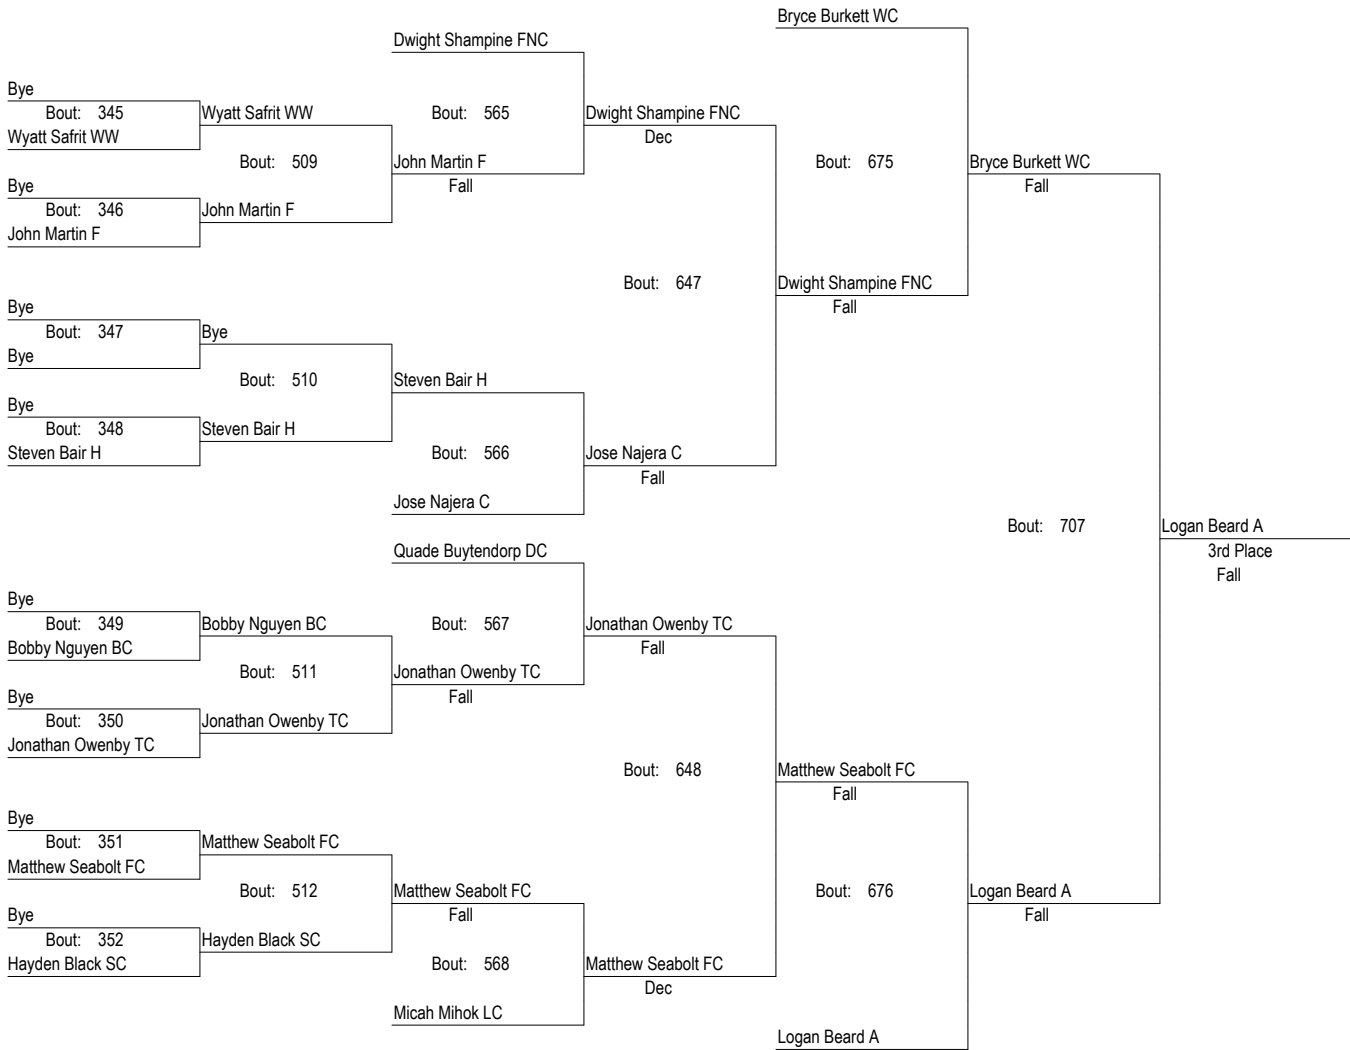 Bryce Burkett WC
Dwight Shampine FNC
Bye
Bout: 345
Wyatt Safrit WW
Bout: 565
Dwight Shampine FNC
Wyatt Safrit WW
Dec
Bout: 509
John Martin F
Bout: 675
Bryce Burkett WC
Bye
Fall
Fall
Bout: 346
John Martin F
John Martin F
Bout: 647
Dwight Shampine FNC
Bye
Fall
Bout: 347
Bye
Bye
Bout: 510
Steven Bair H
Bye
Bout: 348
Steven Bair H
Steven Bair H
Bout: 566
Jose Najera C
Fall
Jose Najera C
Bout: 707
Logan Beard A
Quade Buytendorp DC
3rd Place
Fall
Bye
Bout: 349
Bobby Nguyen BC
Bout: 567
Jonathan Owenby TC
Bobby Nguyen BC
Fall
Bout: 511
Jonathan Owenby TC
Bye
Fall
Bout: 350
Jonathan Owenby TC
Jonathan Owenby TC
Bout: 648
Matthew Seabolt FC
Fall
Bye
Bout: 351
Matthew Seabolt FC
Matthew Seabolt FC
Bout: 512
Matthew Seabolt FC
Bout: 676
Logan Beard A
Bye
Fall
Fall
Bout: 352
Hayden Black SC
Hayden Black SC
Bout: 568
Matthew Seabolt FC
Dec
Micah Mihok LC
Logan Beard A